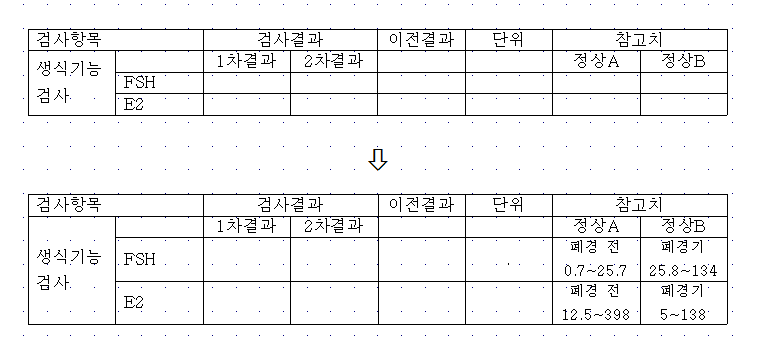 검사항목 검사결과 이전결과 단위 참고치
생식기능 검사 1차결과 2차결과 정상A 정상B
FSH
E2
검사항목 검사결과 이전결과 단위 참고치
1차결과 2차결과 정상A 정상B
생식기능 검사 FSH 폐경 전 폐경기
0.7~25.7 25.8~134
E2 폐경 전 폐경기
12.5~398 5~138